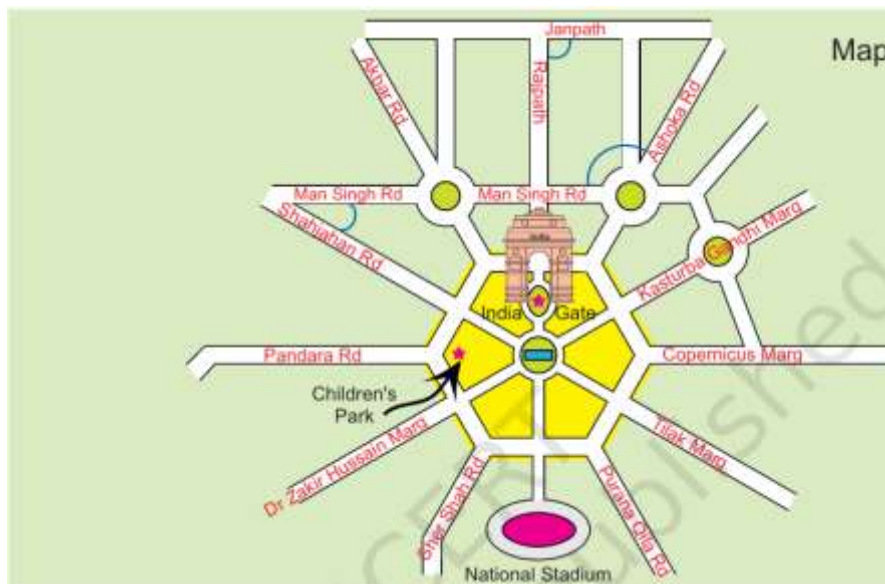 Janpath
Map
Akbar Rd
Rajpath
Ashoka Rd
Man Singh Rd
Man Singh Rd
Shahjahan Rd
Kasturba Gandhi Marg
India
India Gate
Pandara Rd
Copernicus Marg
Children's
Park
Dr Zakir Hussain Marg
Tilak Marg
Sher Shah Rd
Purana Qila Rd
National Stadium